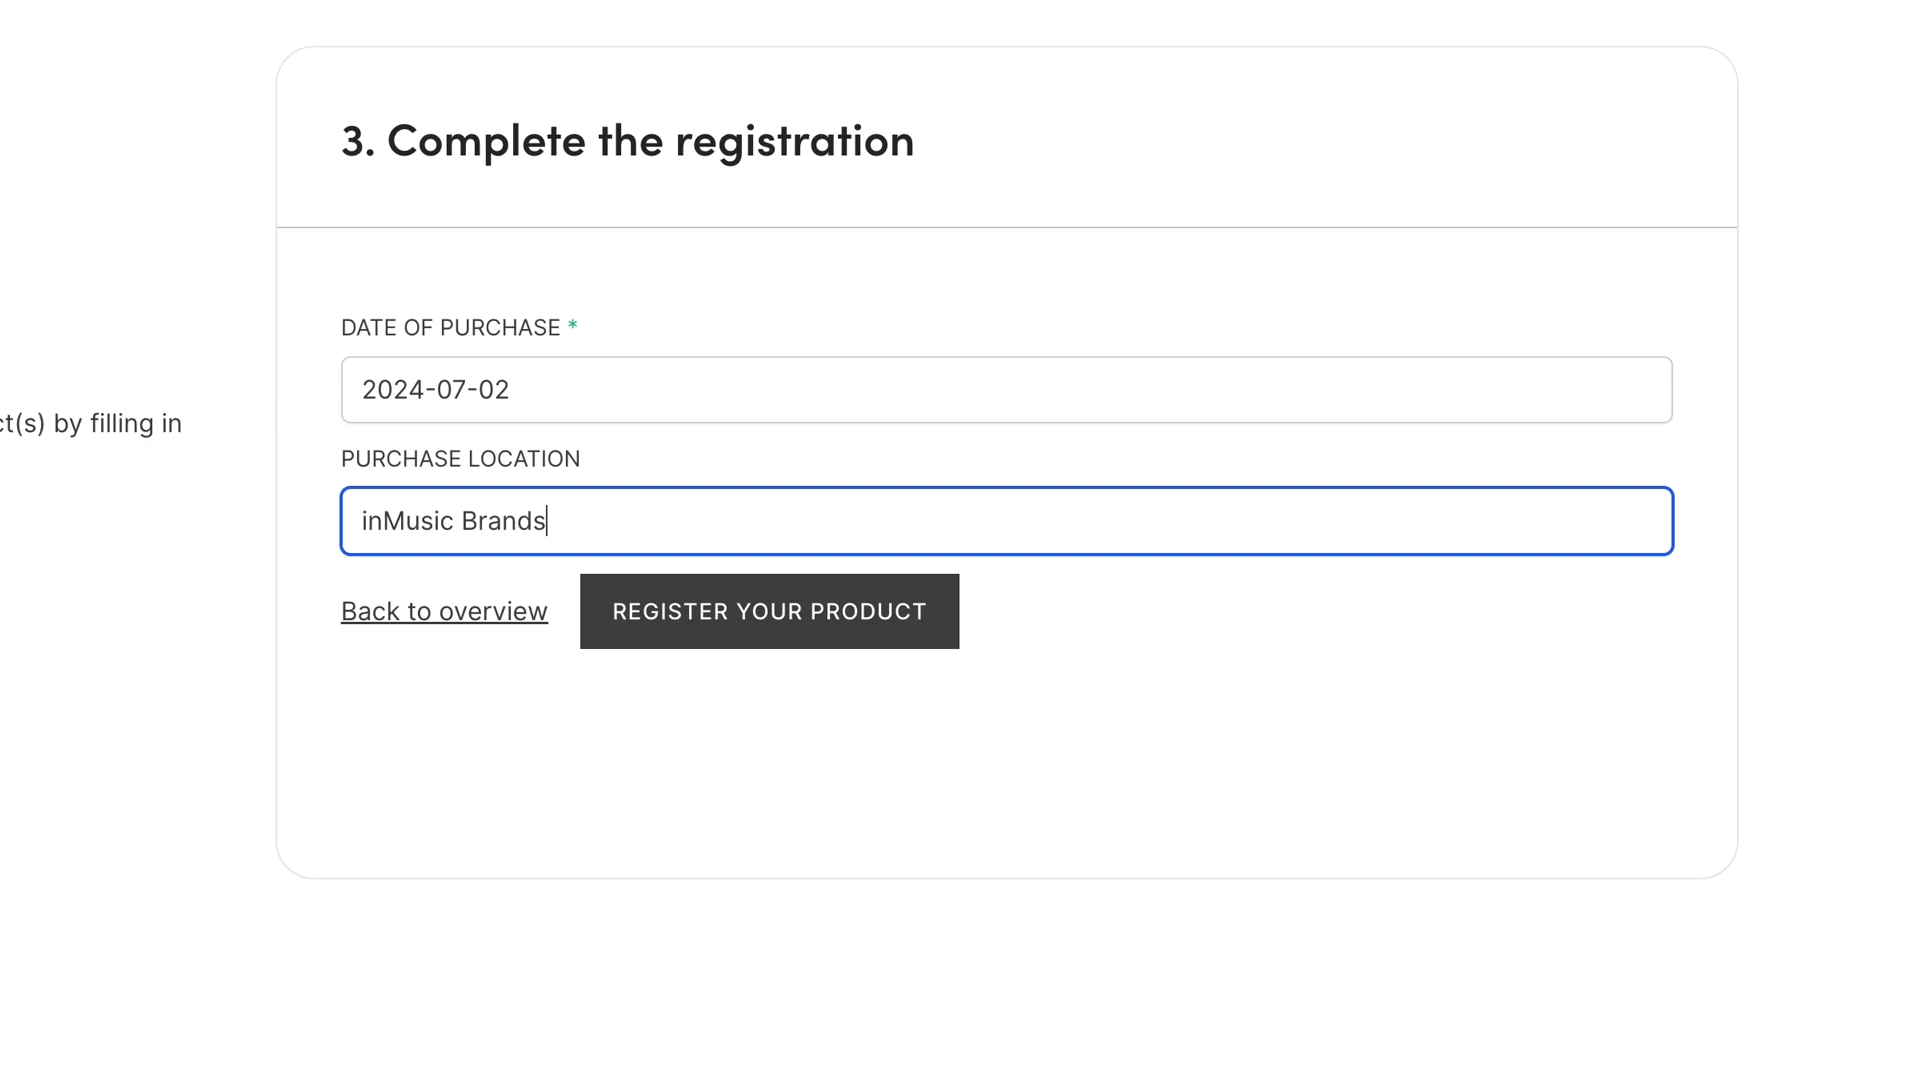 3. Complete the registration
DATE OF PURCHASE *
2024-07-02
ct(s) by filling in
PURCHASE LOCATION
inMusic Brands
Back to overview
REGISTER YOUR PRODUCT